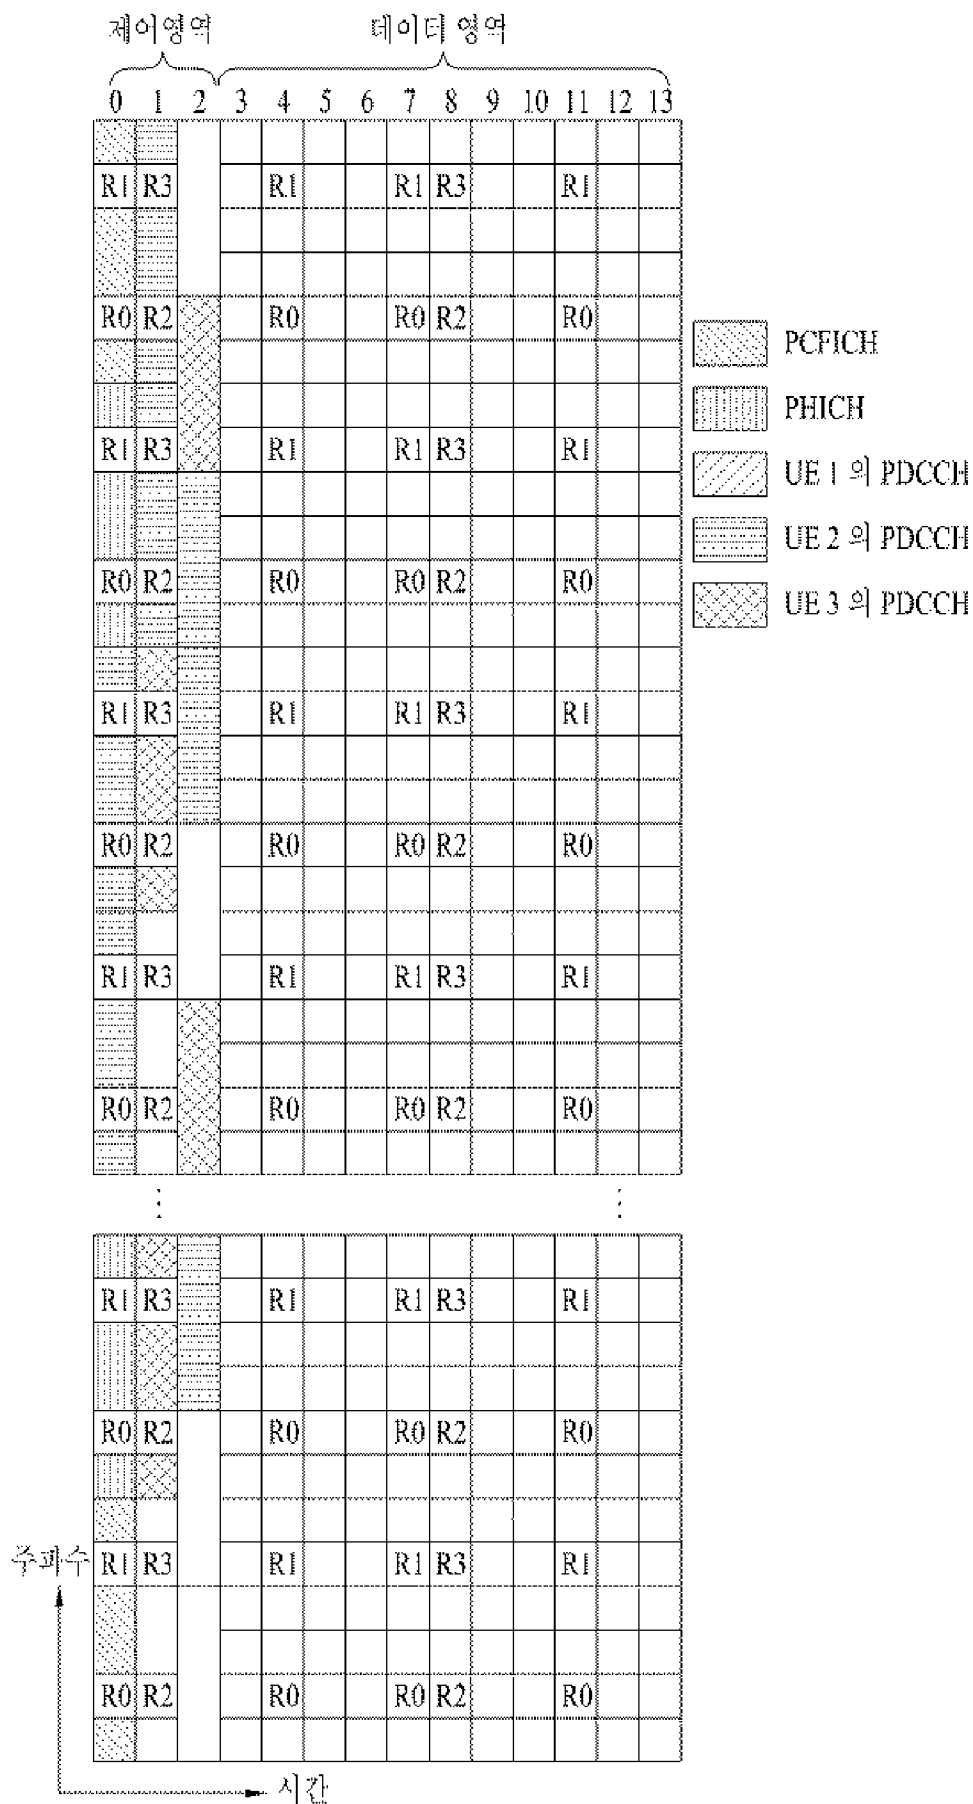 제어영역 데이터 영역
0 1 2 3 4 5 6 7 8 9 10 11 12 13
R1 R3 R1 R1 R3 R1
R0 R2 R0 R0 R2 R0
PCFICH
PHICH
R1 R3 R1 R1 R3 R1
UE 1 의 PDCCH
UE 2 의 PDCCH
R0 R2 R0 R0 R2 R0
UE 3 의 PDCCH
R1 R3 R1 R1 R3 R1
R0 R2 R0 R0 R2 R0
R1 R3 R1 R1 R3 R1
R0 R2 R0 R0 R2 R0
R1 R3 R1 R1 R3 R1
R0 R2 R0 R0 R2 R0
주파수 R1 R3 R1 R1 R3 R1
R0 R2 R0 R0 R2 R0
시간